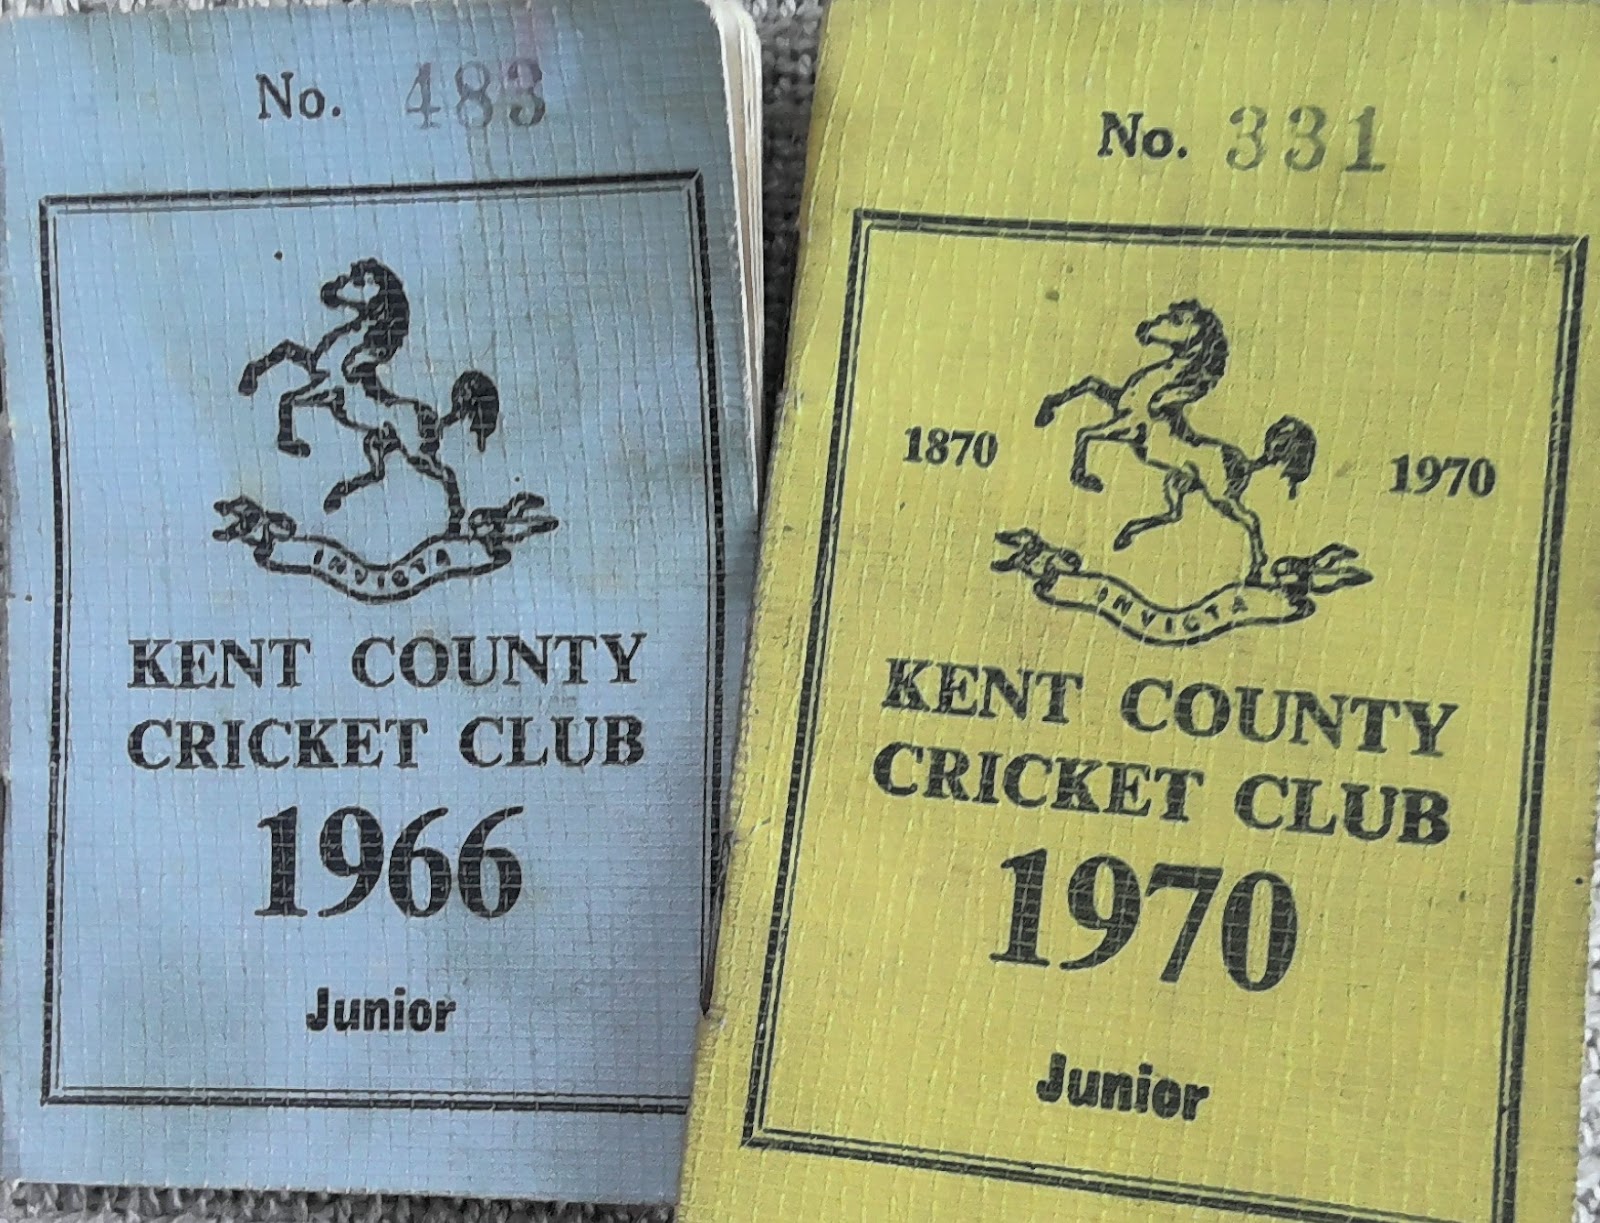 No. 483
INVICTA
KENT COUNTY
CRICKET CLUB
1966
Junior
No. 331
1870 1970
INVICTA
KENT COUNTY
CRICKET CLUB
1970
Junior